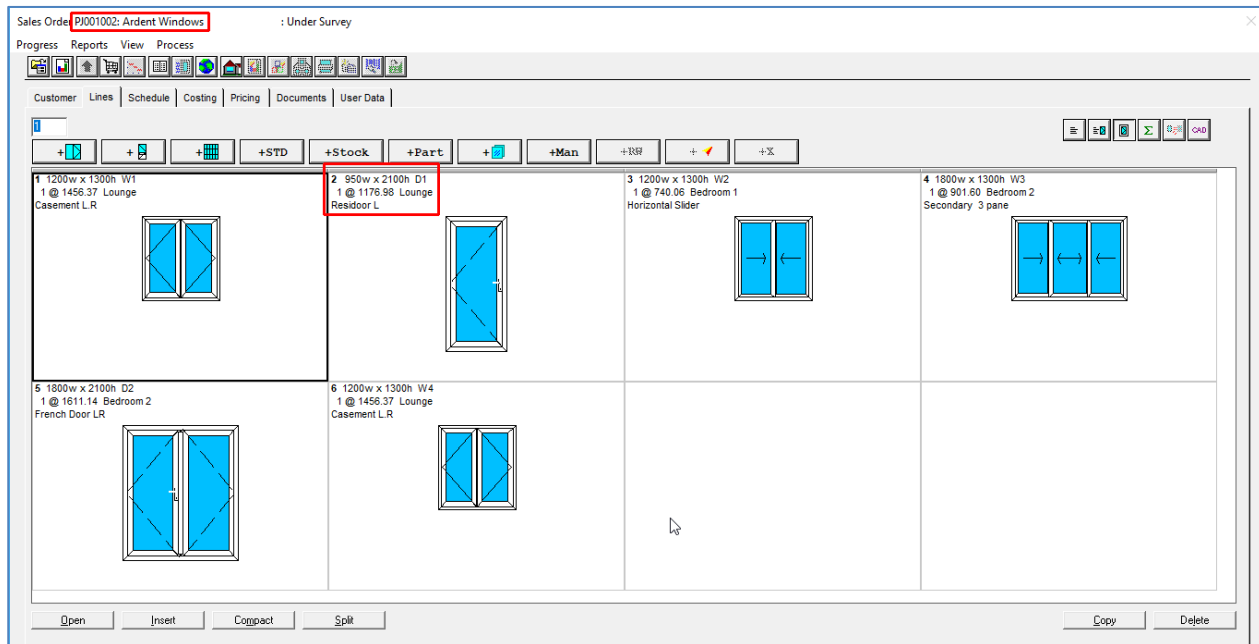 Sales Order PJ001002: Ardent Windows : Under Survey
Progress Reports View Process
Customer Lines Schedule Costing Pricing Documents User Data
1
+ + + +STD +Stock +Part + +Man +RW + +X
Σ CAD
1 1200w x 1300h W1
1 @ 1456.37 Lounge
Casement L.R
2 950w x 2100h D1
1 @ 1176.98 Lounge
Residoor L
3 1200w x 1300h W2
1 @ 740.06 Bedroom 1
Horizontal Slider
4 1800w x 1300h W3
1 @ 901.60 Bedroom 2
Secondary 3 pane
5 1800w x 2100h D2
1 @ 1611.14 Bedroom 2
French Door LR
6 1200w x 1300h W4
1 @ 1456.37 Lounge
Casement L.R
Open Insert Compact Split Copy Delete